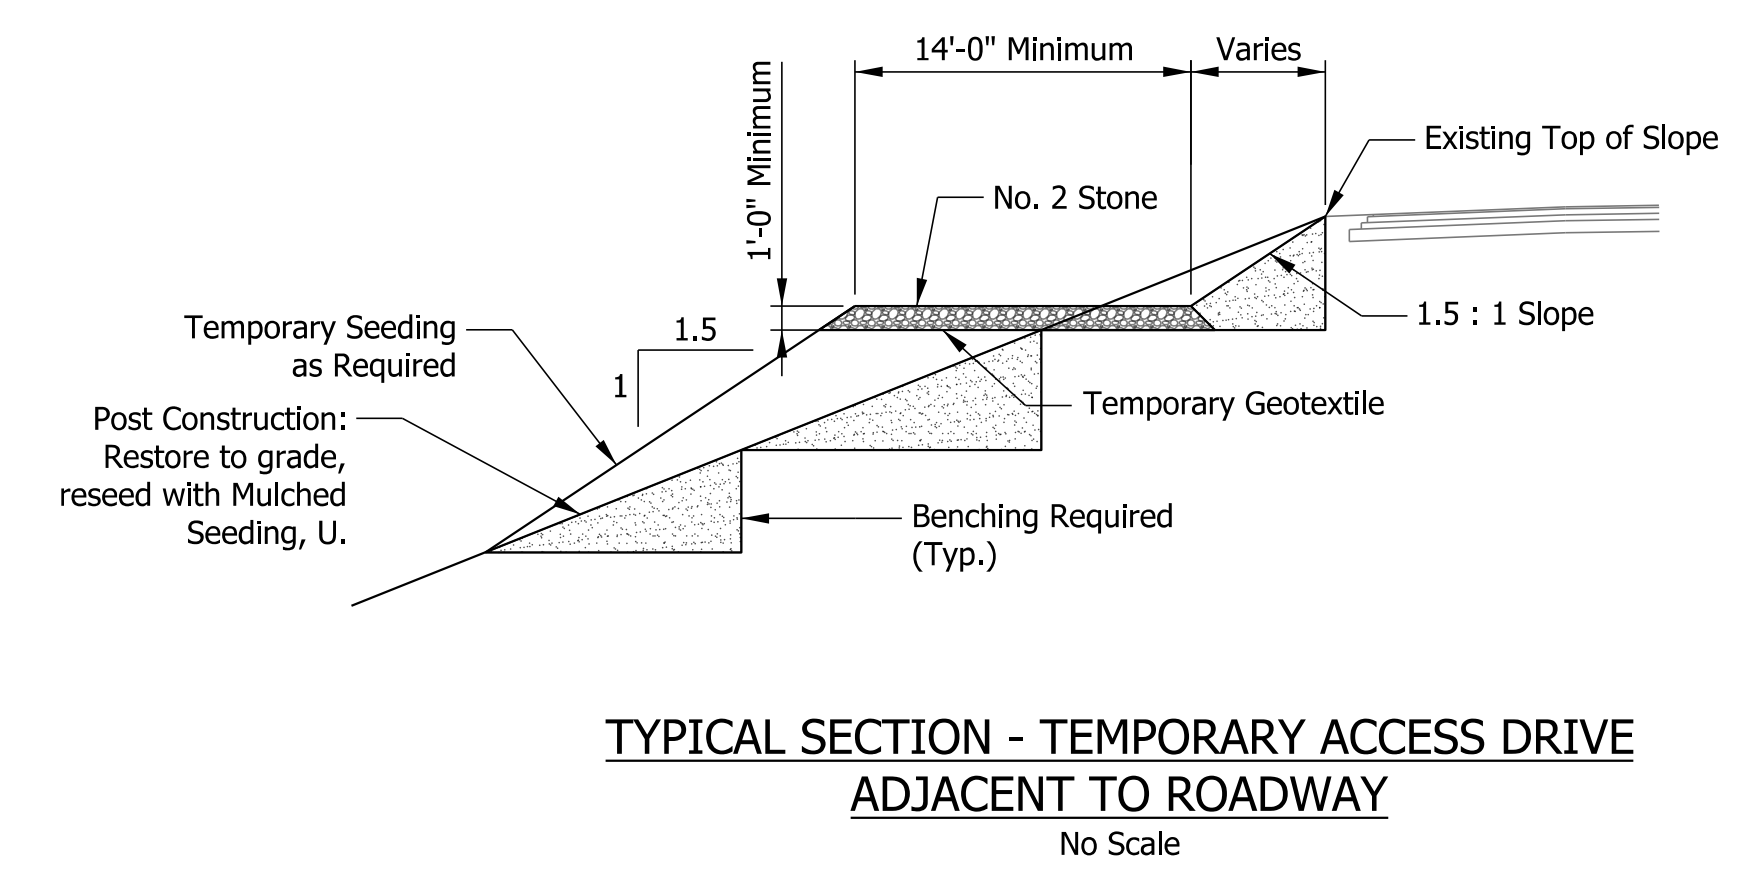 14'-0" Minimum
Varies
1'-0" Minimum
Existing Top of Slope
No. 2 Stone
1.5 : 1 Slope
Temporary Seeding
as Required
1.5
1
Post Construction:
Restore to grade,
reseed with Mulched
Seeding, U.
Temporary Geotextile
Benching Required
(Typ.)
TYPICAL SECTION - TEMPORARY ACCESS DRIVE
ADJACENT TO ROADWAY
No Scale